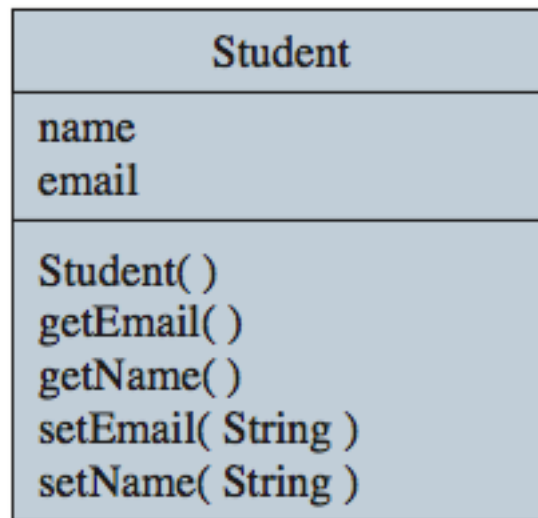 Student
name
email
Student( )
getEmail( )
getName( )
setEmail( String )
setName( String )